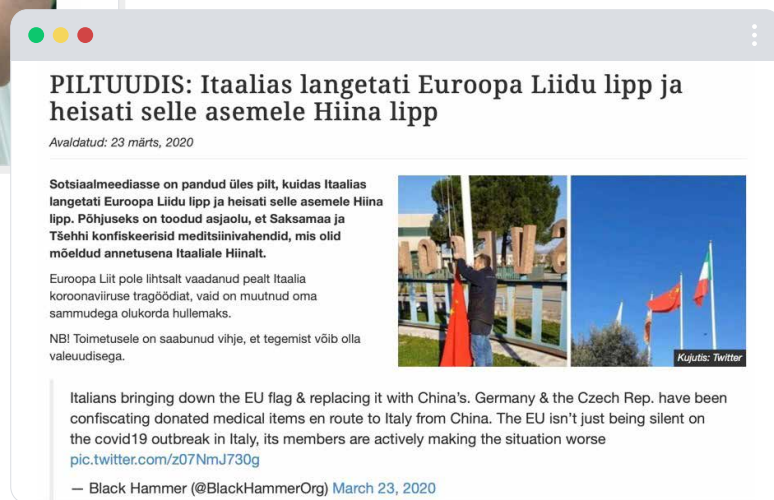 PILTUUDIS: Itaalias langetati Euroopa Liidu lipp ja
heisati selle asemele Hiina lipp
Avaldatud: 23 märts, 2020
Sotsiaalmeediasse on pandud üles pilt, kuidas Itaalias
langetati Euroopa Liidu lipp ja heisati selle asemele Hiina
lipp. Põhjuseks on toodud asjaolu, et Saksamaa ja
Tšehhi konfiskeerisid meditsiinivahendid, mis olid
mõeldud annetusena Itaaliale Hiinalt.
Euroopa Liit pole lihtsalt vaadanud pealt Itaalia
koroonaviiruse tragöödiat, vaid on muutnud oma
sammudega olukorda hullemaks.
NB! Toimetusele on saabunud vihje, et tegemist võib olla
valeuudisega.
Kujutis: Twitter
Italians bringing down the EU flag & replacing it with China's. Germany & the Czech Rep. have been
confiscating donated medical items en route to Italy from China. The EU isn't just being silent on
the covid19 outbreak in Italy, its members are actively making the situation worse
pic.twitter.com/z07NmJ730g
— Black Hammer (@BlackHammerOrg) March 23, 2020